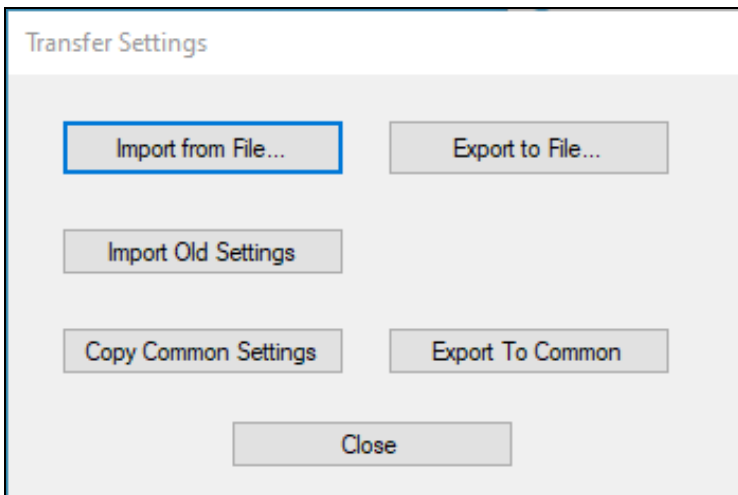 Transfer Settings
Import from File...
Export to File...
Import Old Settings
Copy Common Settings
Export To Common
Close